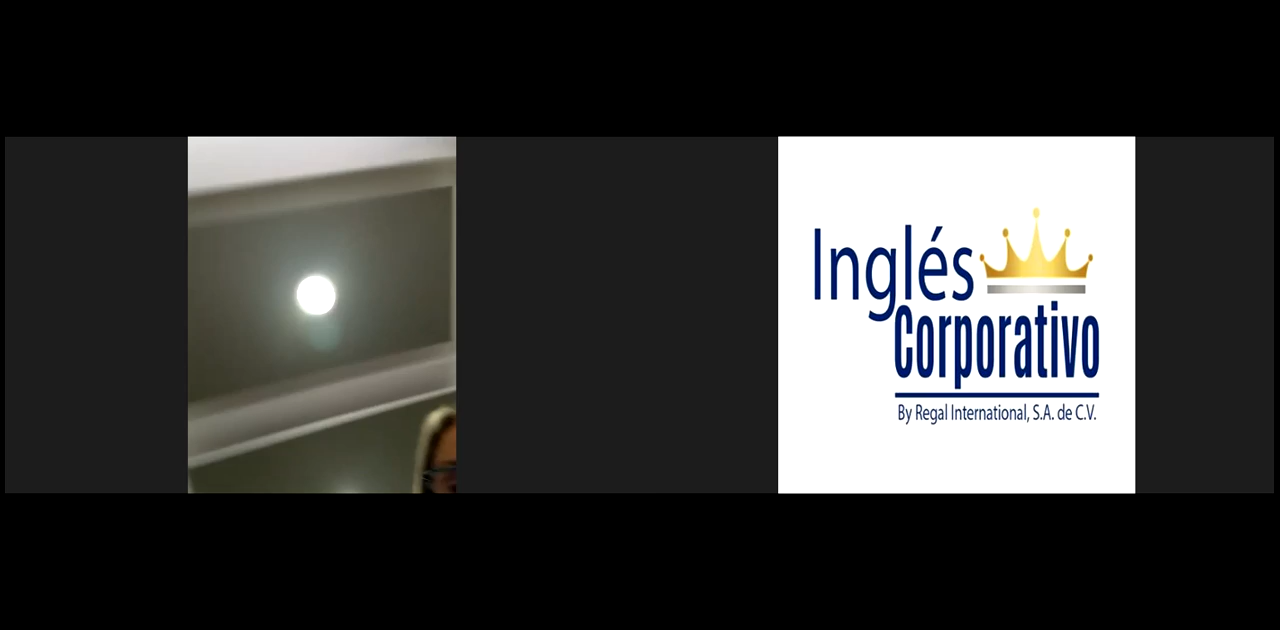 Inglés
Corporativo
By Regal International, S.A. de C.V.